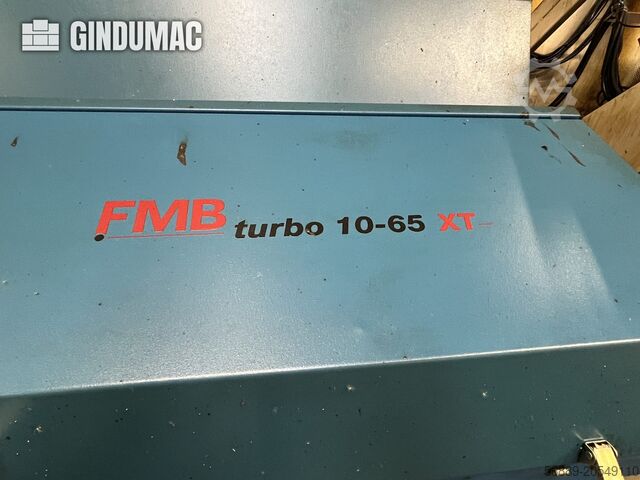 GINDUMAC
FMB turbo 10-65 XT